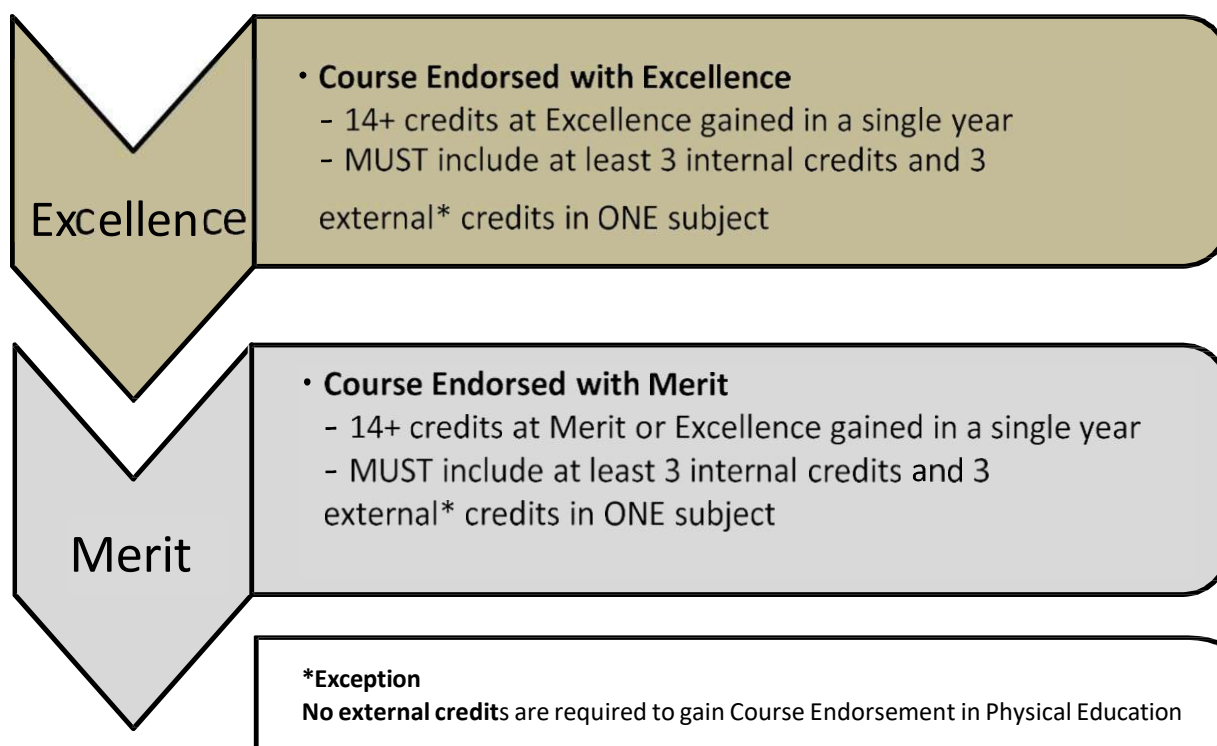 Excellence
· Course Endorsed with Excellence
- 14+ credits at Excellence gained in a single year
- MUST include at least 3 internal credits and 3
external* credits in ONE subject
Merit
· Course Endorsed with Merit
- 14+ credits at Merit or Excellence gained in a single year
- MUST include at least 3 internal credits and 3
external* credits in ONE subject
*Exception
No external credits are required to gain Course Endorsement in Physical Education